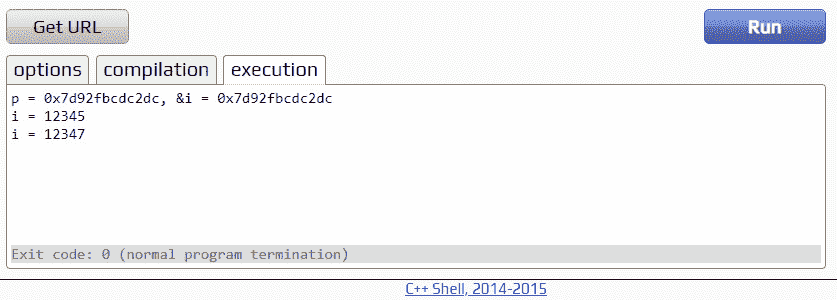 Get URL
Run
options compilation execution
p = 0x7d92fbcdc2dc, &i = 0x7d92fbcdc2dc
i = 12345
i = 12347
Exit code: 0 (normal program termination)
C++ Shell, 2014-2015